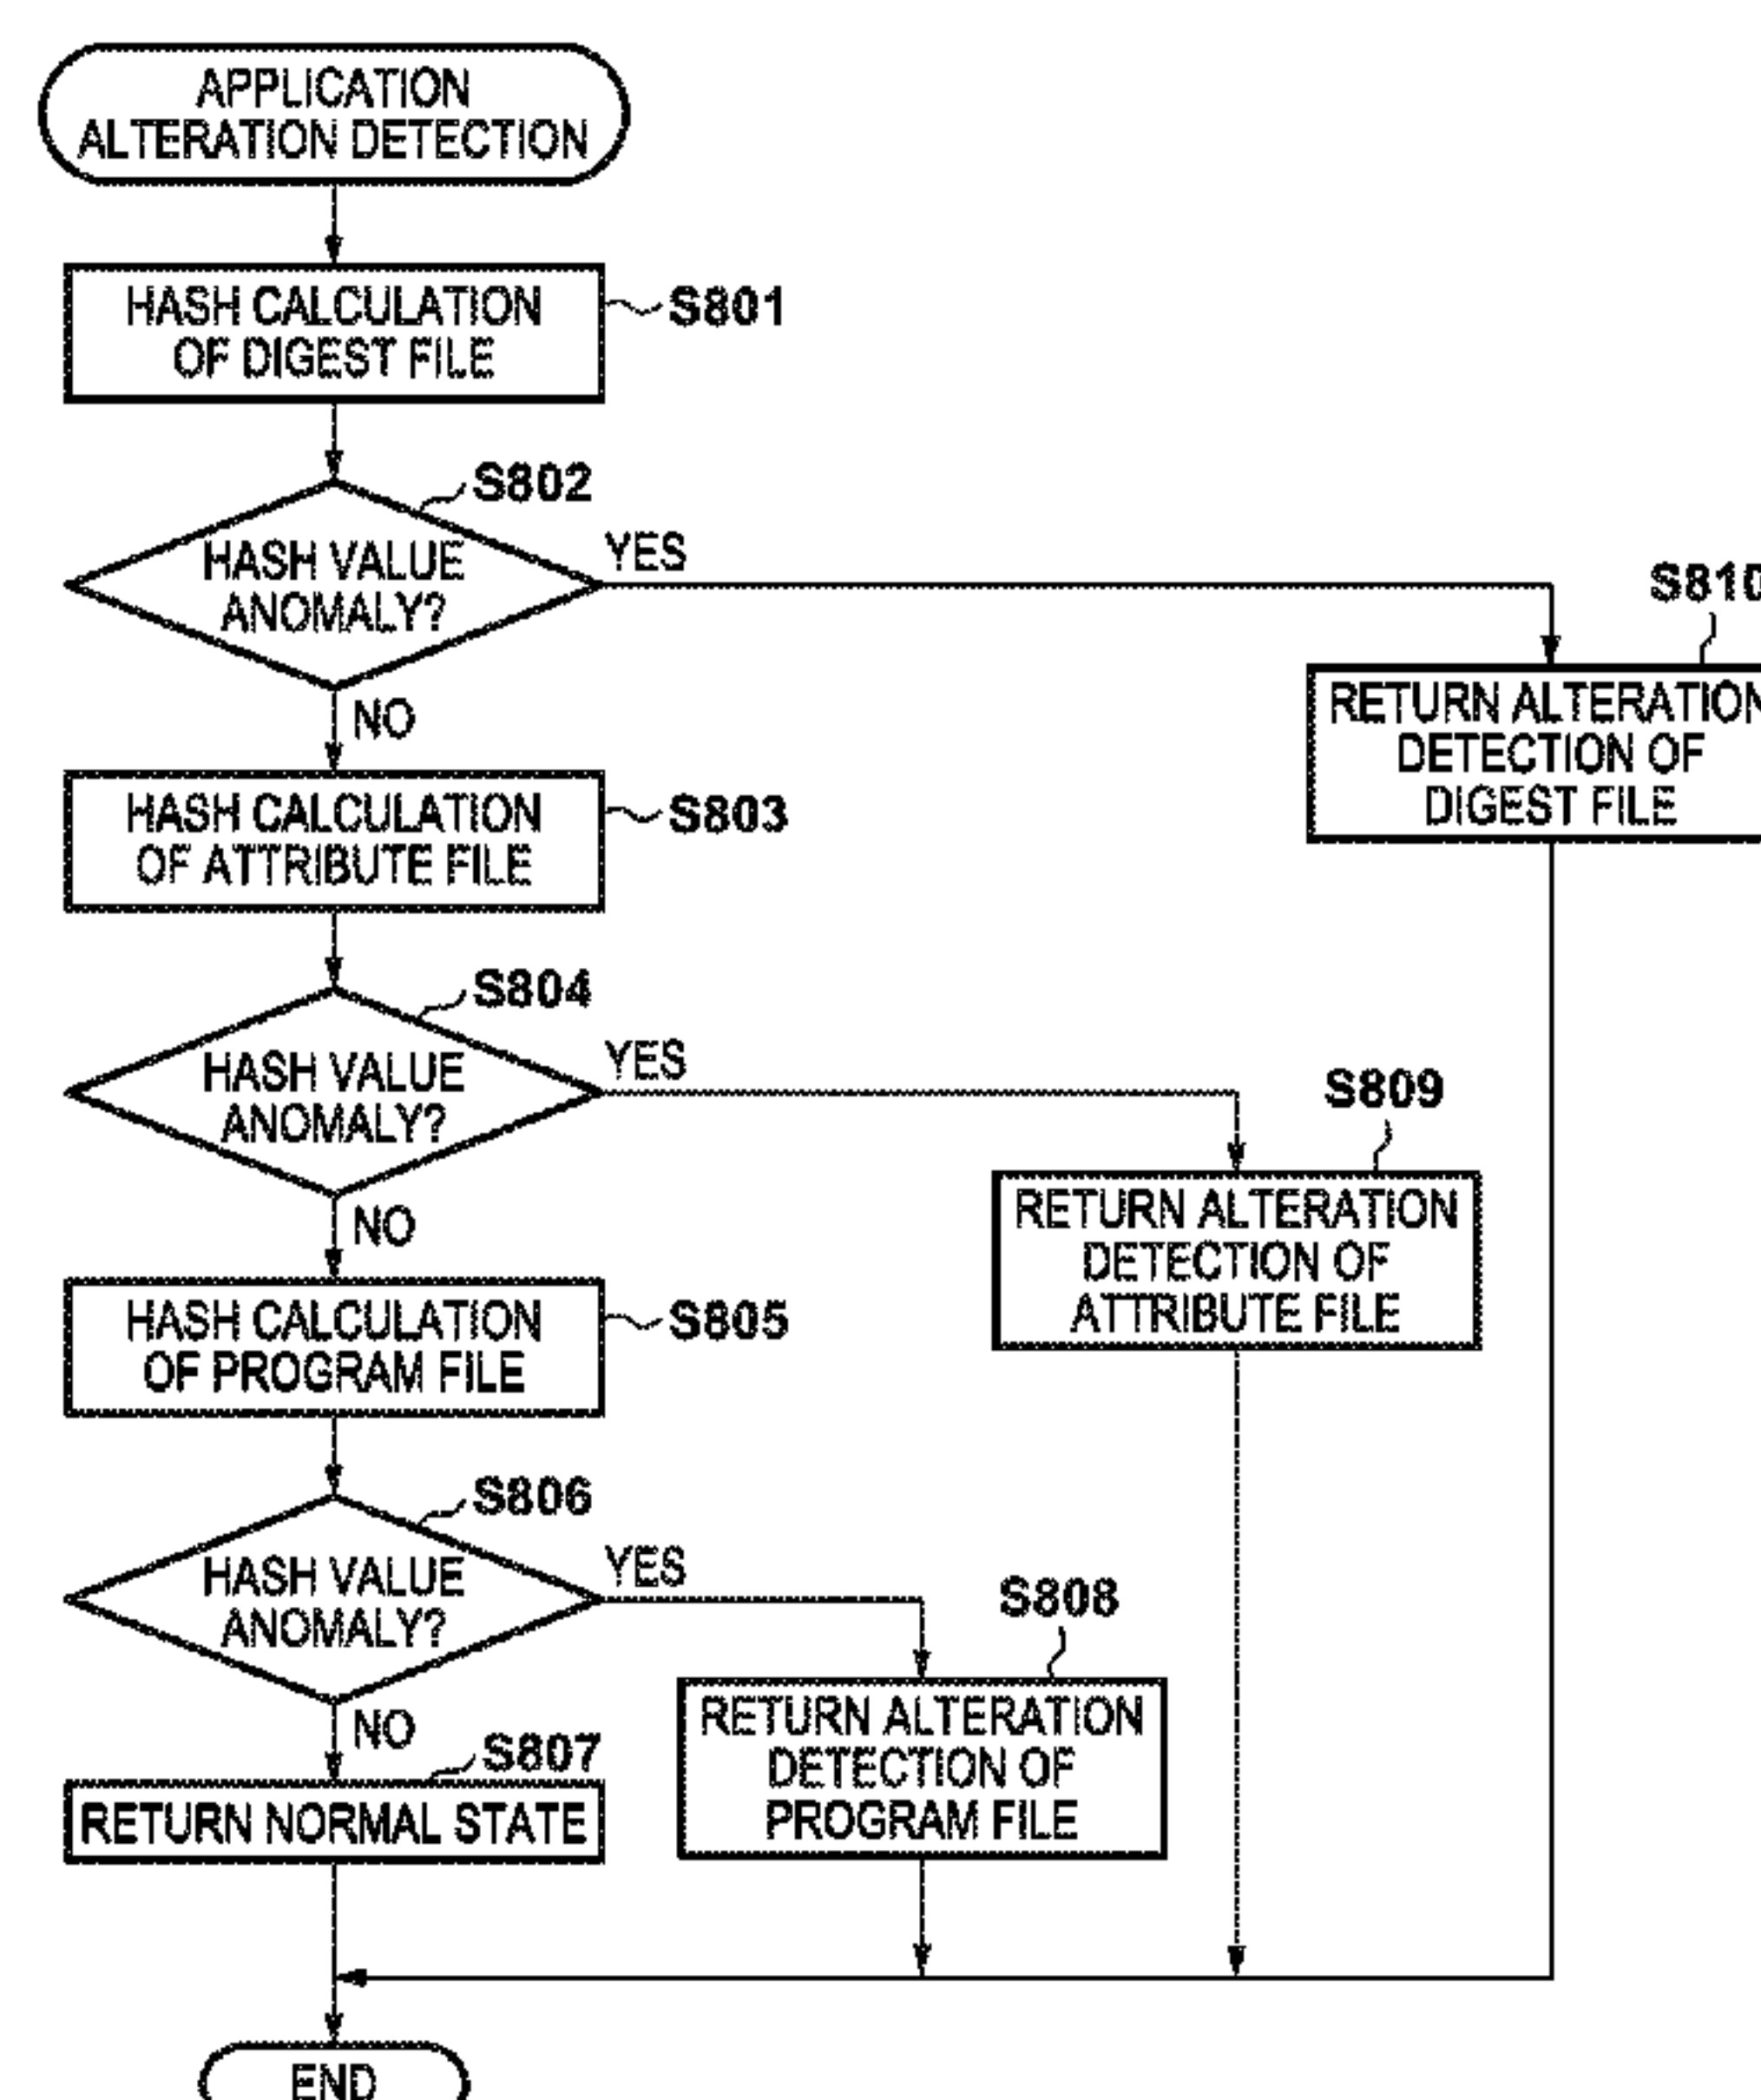 APPLICATION
ALTERATION DETECTION
HASH CALCULATION
OF DIGEST FILE
S801
S802
HASH VALUE
ANOMALY?
YES
NO
S810
RETURN ALTERATION
DETECTION OF
DIGEST FILE
HASH CALCULATION
OF ATTRIBUTE FILE
S803
S804
HASH VALUE
ANOMALY?
YES
NO
S809
RETURN ALTERATION
DETECTION OF
ATTRIBUTE FILE
HASH CALCULATION
OF PROGRAM FILE
S805
S806
HASH VALUE
ANOMALY?
YES
NO
S808
RETURN ALTERATION
DETECTION OF
PROGRAM FILE
S807
RETURN NORMAL STATE
END